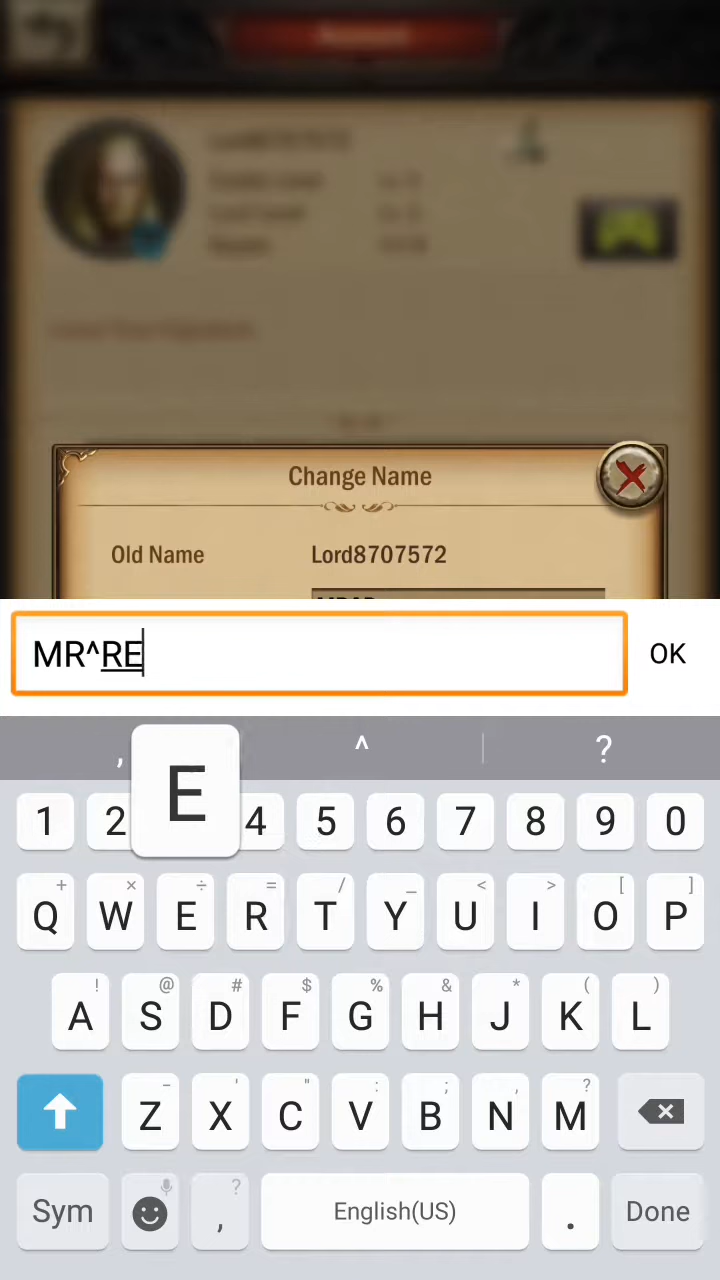 Change Name
Old Name Lord8707572
MR^RE OK
, ^ ?
E
1 2 4 5 6 7 8 9 0
+ × ÷ = / _ < > [ ]
Q W E R T Y U I O P
! @ # $ % & * ( )
A S D F G H J K L
- ' " : ; , ?
Z X C V B N M
?
Sym , English(US) . Done